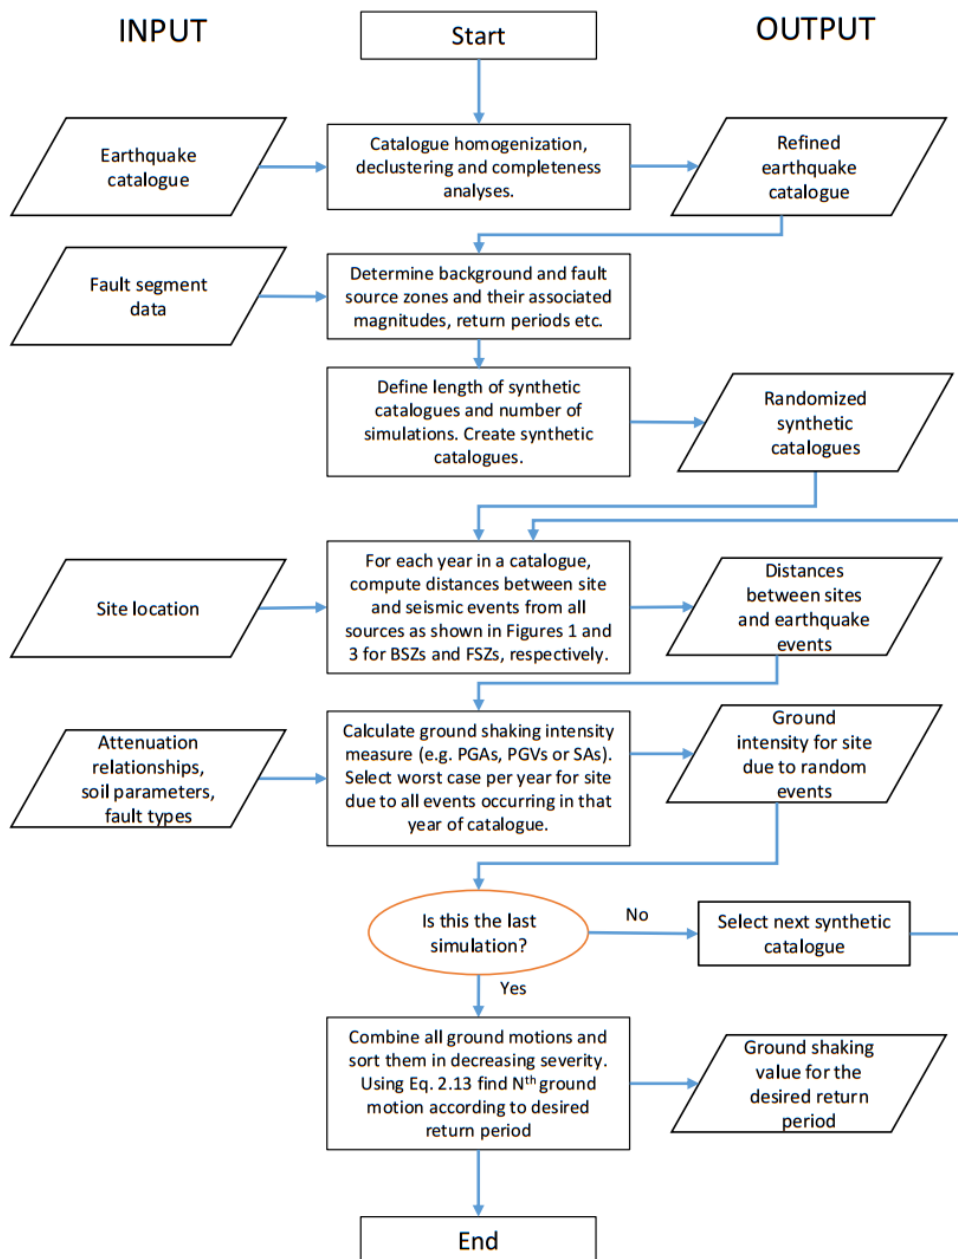 INPUT
Start
OUTPUT
Earthquake
catalogue
Catalogue homogenization,
declustering and completeness
analyses.
Refined
earthquake
catalogue
Fault segment
data
Determine background and fault
source zones and their associated
magnitudes, return periods etc.
Define length of synthetic
catalogues and number of
simulations. Create synthetic
catalogues.
Randomized
synthetic
catalogues
Site location
For each year in a catalogue,
compute distances between site
and seismic events from all
sources as shown in Figures 1 and
3 for BSZs and FSZs, respectively.
Distances
between sites
and earthquake
events
Attenuation
relationships,
soil parameters,
fault types
Calculate ground shaking intensity
measure (e.g. PGAs, PGVs or SAs).
Select worst case per year for site
due to all events occurring in that
year of catalogue.
Ground
intensity for site
due to random
events
Is this the last
simulation?
No
Select next synthetic
catalogue
Yes
Combine all ground motions and
sort them in decreasing severity.
Using Eq. 2.13 find Nth ground
motion according to desired
return period
Ground shaking
value for the
desired return
period
End